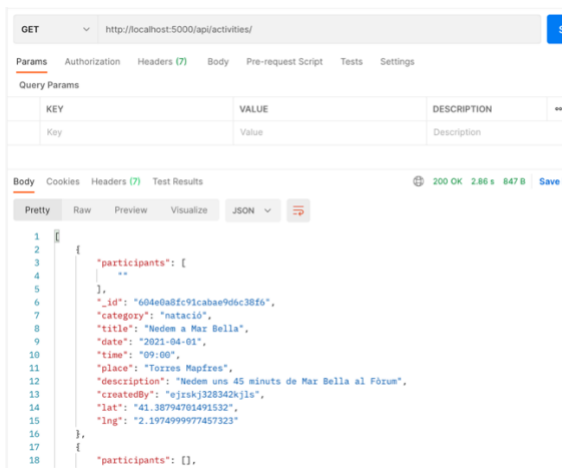 GET http://localhost:5000/api/activities/ S
Params Authorization Headers (7) Body Pre-request Script Tests Settings
Query Params
KEY VALUE DESCRIPTION
Key Value Description
Body Cookies Headers (7) Test Results 200 OK 2.86 s 847 B Save
Pretty Raw Preview Visualize JSON
1 [
2 {
3 "participants": [
4 ""
5 ],
6 "_id": "604e0a8fc91cabae9d6c38f6",
7 "category": "natació",
8 "title": "Nedem a Mar Bella",
9 "date": "2021-04-01",
10 "time": "09:00",
11 "place": "Torres Mapfres",
12 "description": "Nedem uns 45 minuts de Mar Bella al Fòrum",
13 "createdBy": "ejrskj328342kjls",
14 "lat": "41.38794701491532",
15 "lng": "2.1974999977457323"
16 },
17 {
18 "participants": [],